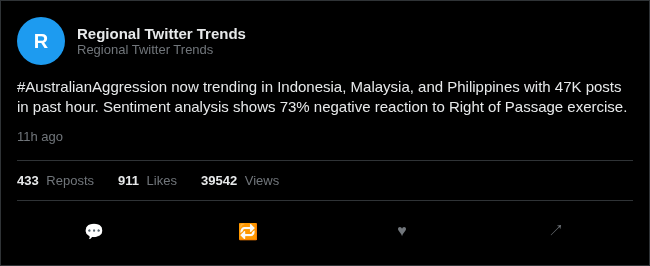 R
Regional Twitter Trends
Regional Twitter Trends
#AustralianAggression now trending in Indonesia, Malaysia, and Philippines with 47K posts
in past hour. Sentiment analysis shows 73% negative reaction to Right of Passage exercise.
11h ago
433 Reposts 911 Likes 39542 Views